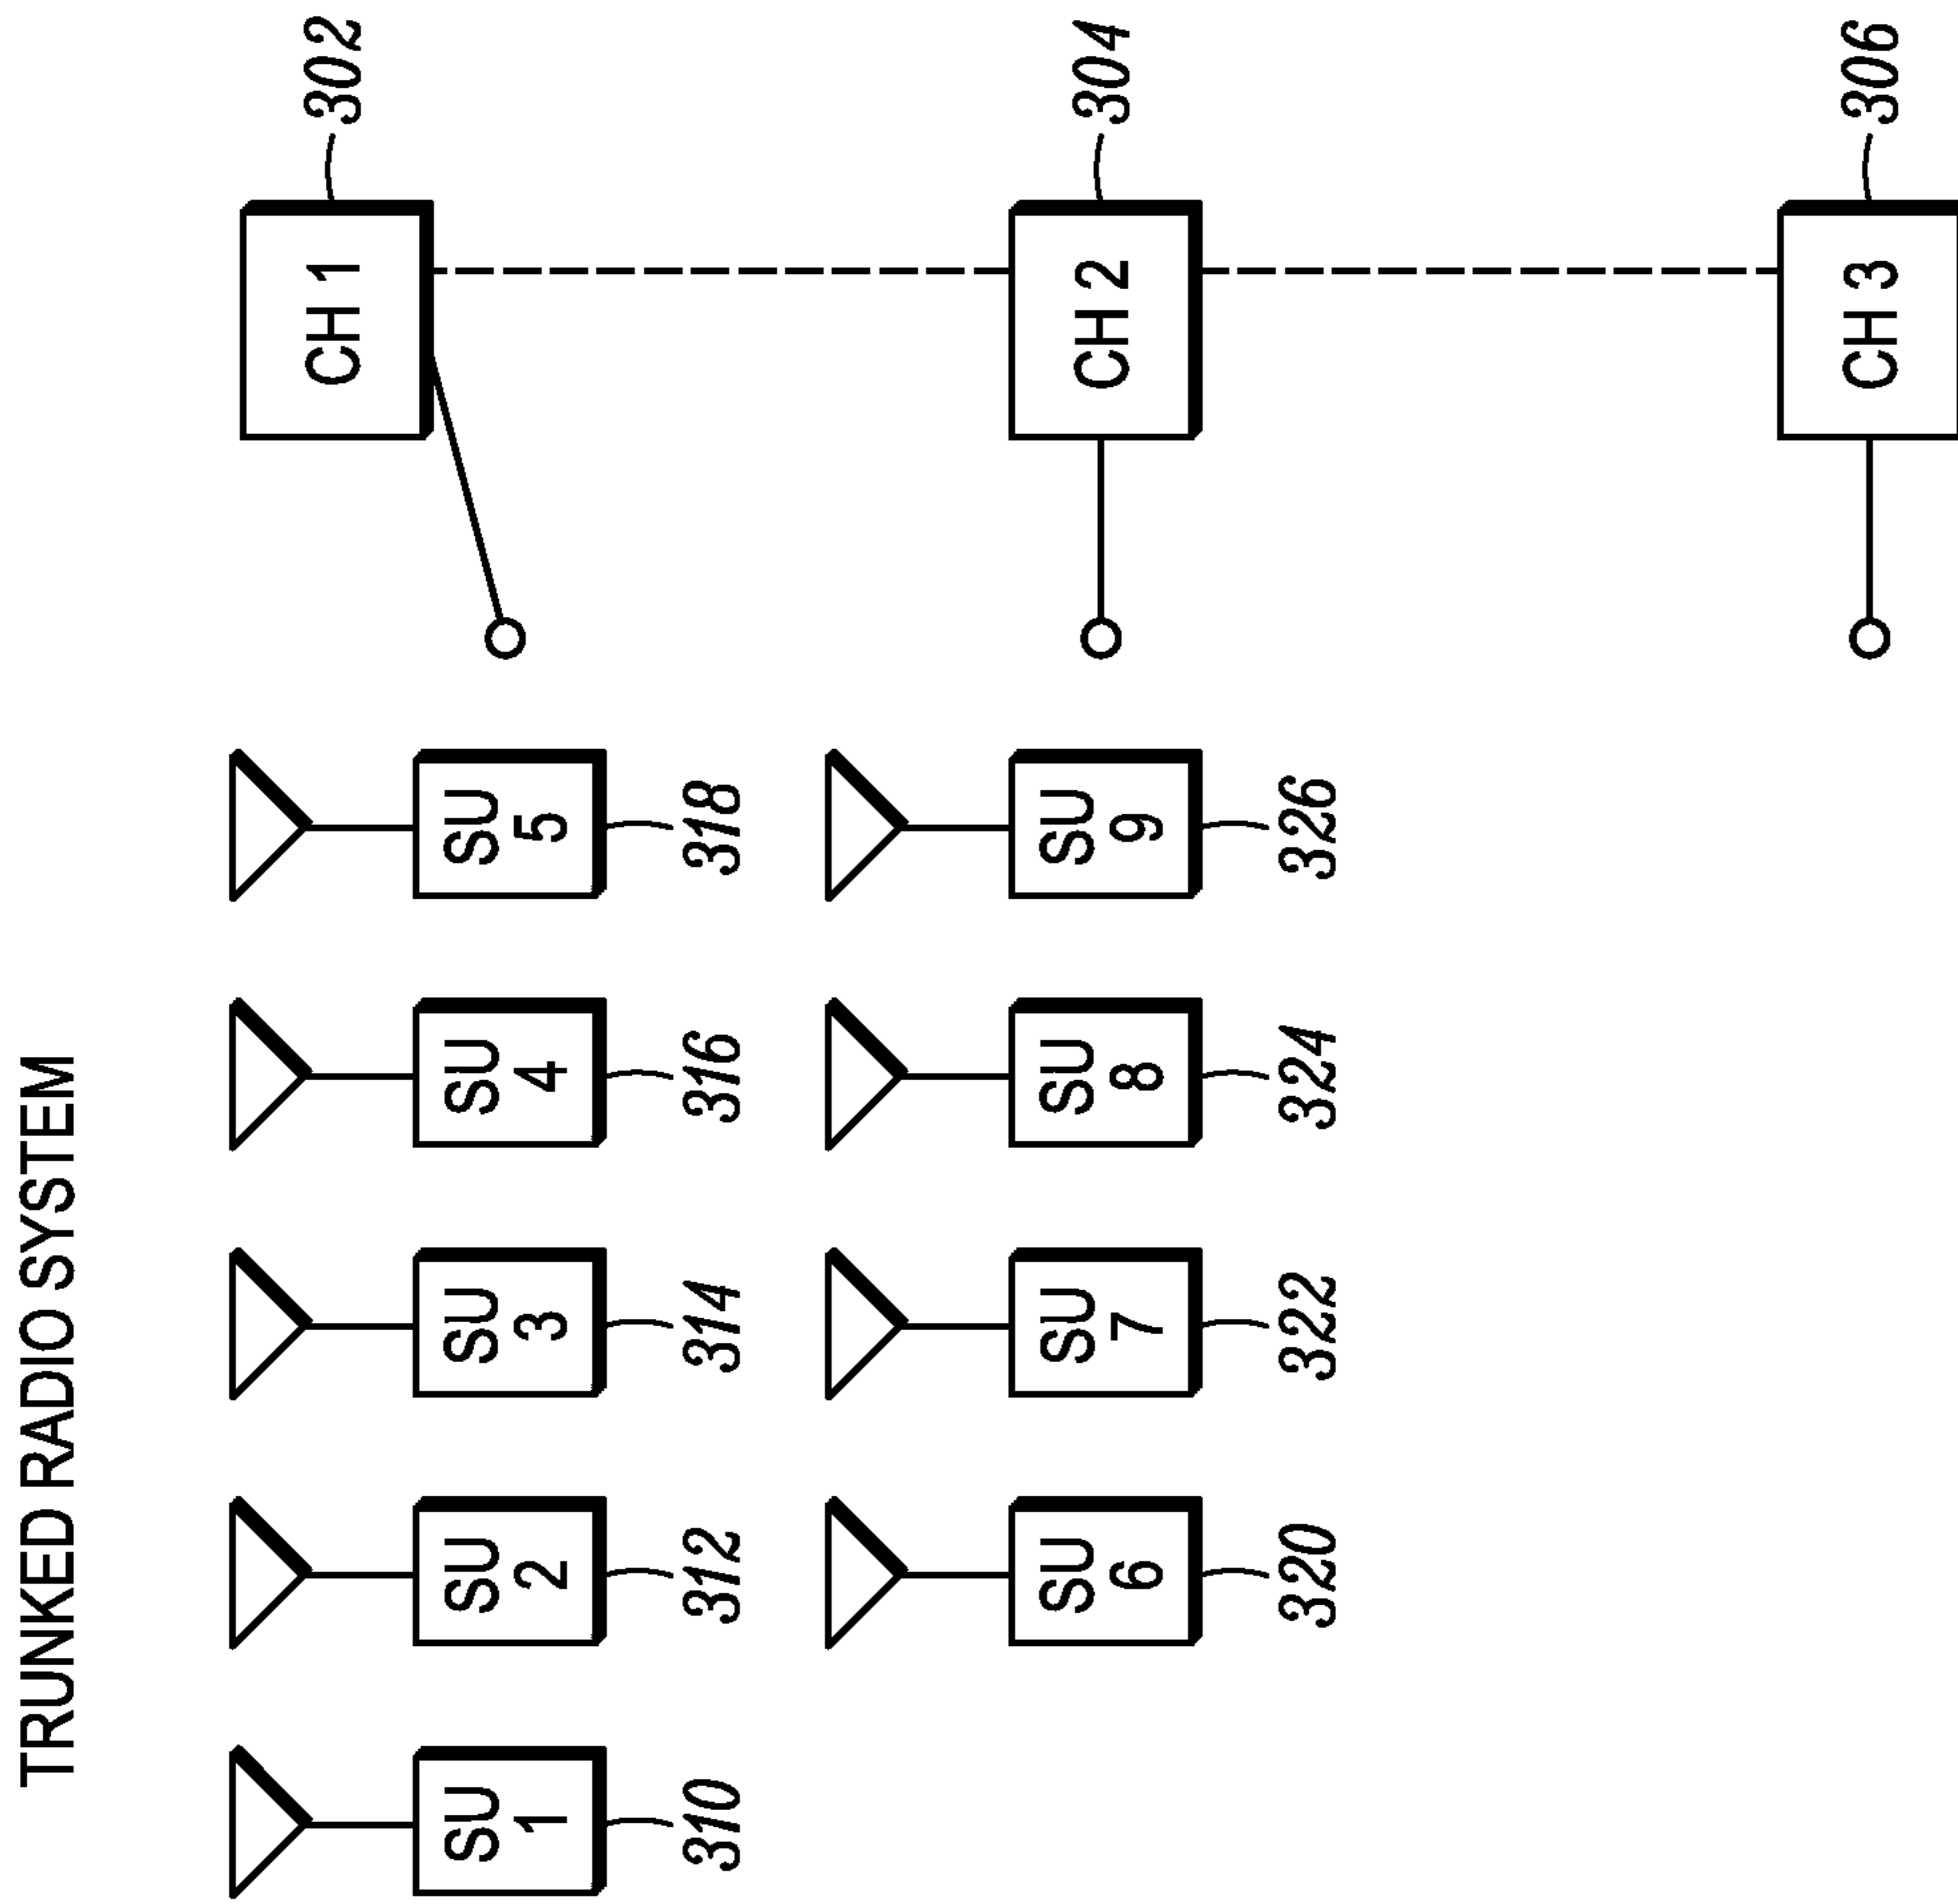 TRUNKED RADIO SYSTEM
SU
1
310
SU
2
312
SU
3
314
SU
4
316
SU
5
318
CH 1
302
SU
6
320
SU
7
322
SU
8
324
SU
9
326
CH 2
304
CH 3
306